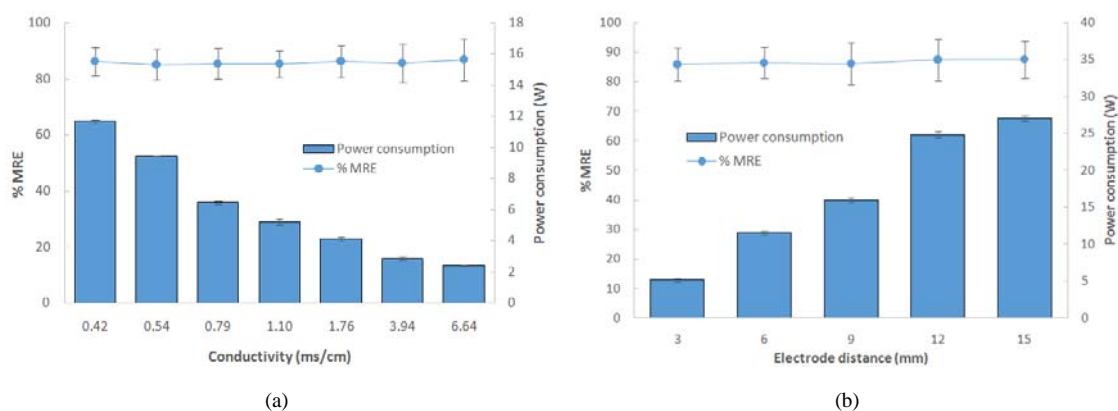 100
80
60
40
20
0
% MRE
18
16
14
12
10
8
6
4
2
0
Power consumption (W)
Power consumption
% MRE
0.42 0.54 0.79 1.10 1.76 3.94 6.64
Conductivity (ms/cm)
(a)
100
90
80
70
60
50
40
30
20
10
0
% MRE
40
35
30
25
20
15
10
5
0
Power consumption (W)
Power consumption
% MRE
3 6 9 12 15
Electrode distance (mm)
(b)